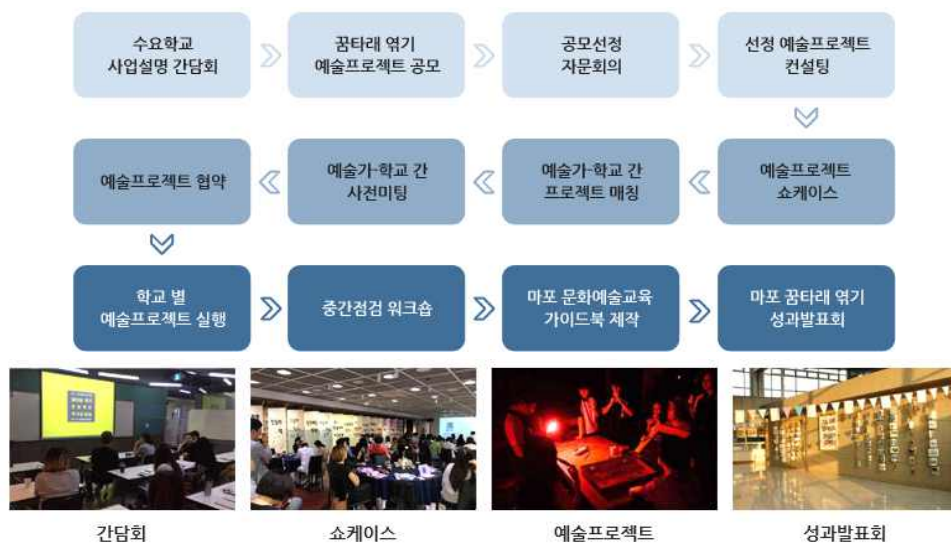 수요학교
사업설명 간담회
꿈타래 엮기
예술프로젝트 공모
공모선정
자문회의
선정 예술프로젝트
컨설팅
예술프로젝트 협약
예술가-학교 간
사전미팅
예술가-학교 간
프로젝트 매칭
예술프로젝트
쇼케이스
학교 별
예술프로젝트 실행
중간점검 워크숍
마포 문화예술교육
가이드북 제작
마포 꿈타래 엮기
성과발표회
간담회
쇼케이스
예술프로젝트
성과발표회